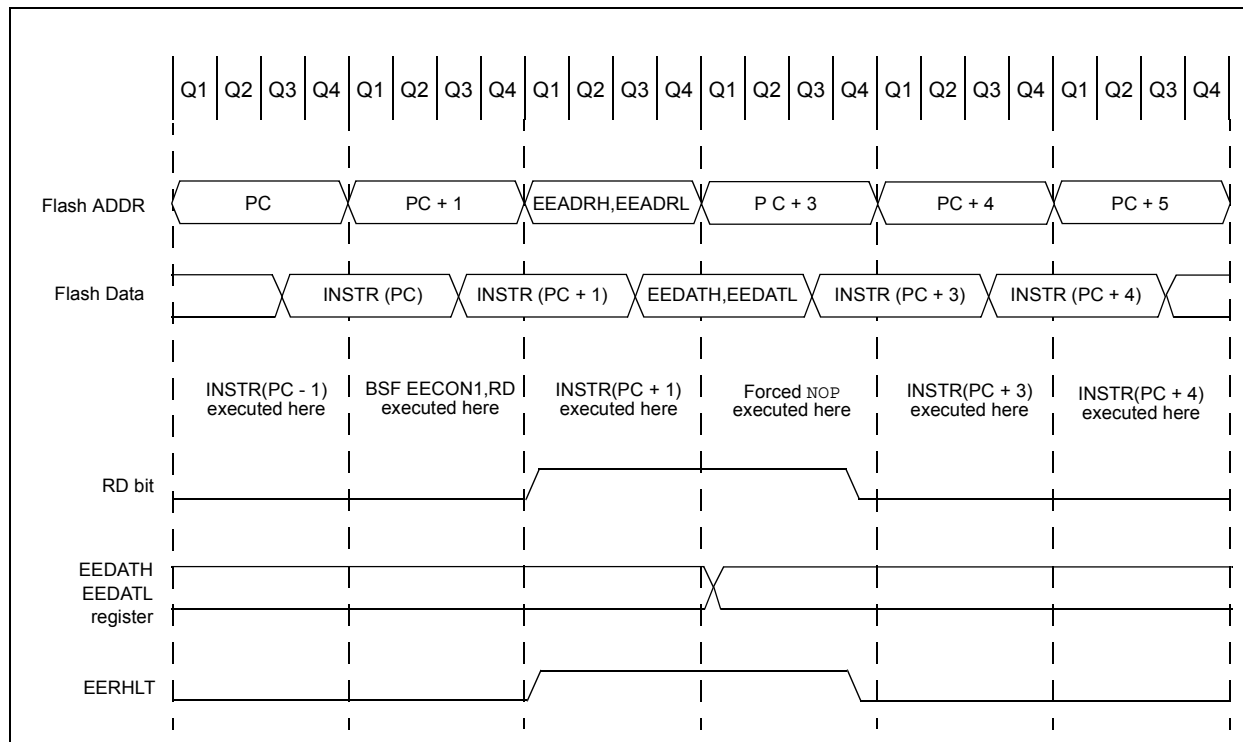 Q1 Q2 Q3 Q4 Q1 Q2 Q3 Q4 Q1 Q2 Q3 Q4 Q1 Q2 Q3 Q4 Q1 Q2 Q3 Q4 Q1 Q2 Q3 Q4
Flash ADDR PC PC + 1 EEADRH,EEADRL P C + 3 PC + 4 PC + 5
Flash Data INSTR (PC) INSTR (PC + 1) EEDATH,EEDATL INSTR (PC + 3) INSTR (PC + 4)
INSTR(PC - 1) BSF EECON1,RD INSTR(PC + 1) Forced NOP INSTR(PC + 3) INSTR(PC + 4)
executed here executed here executed here executed here executed here executed here
RD bit
EEDATH
EEDATL
register
EERHLT